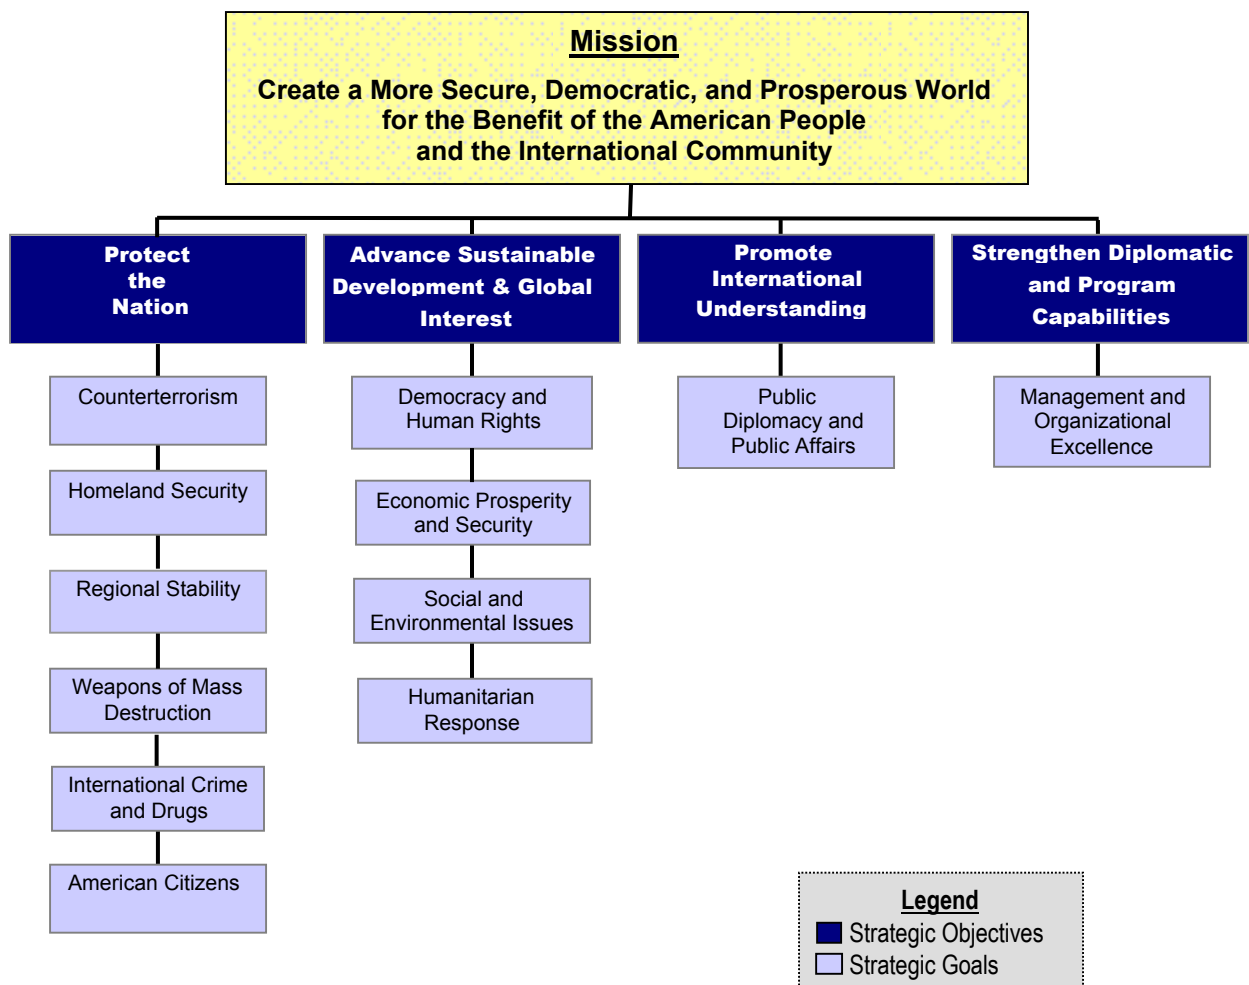 Mission
Create a More Secure, Democratic, and Prosperous World
for the Benefit of the American People
and the International Community
Protect
the
Nation
Counterterrorism
Homeland Security
Regional Stability
Weapons of Mass
Destruction
International Crime
and Drugs
American Citizens
Advance Sustainable
Development & Global
Interest
Democracy and
Human Rights
Economic Prosperity
and Security
Social and
Environmental Issues
Humanitarian
Response
Promote
International
Understanding
Public
Diplomacy and
Public Affairs
Strengthen Diplomatic
and Program
Capabilities
Management and
Organizational
Excellence
Legend
Strategic Objectives
Strategic Goals